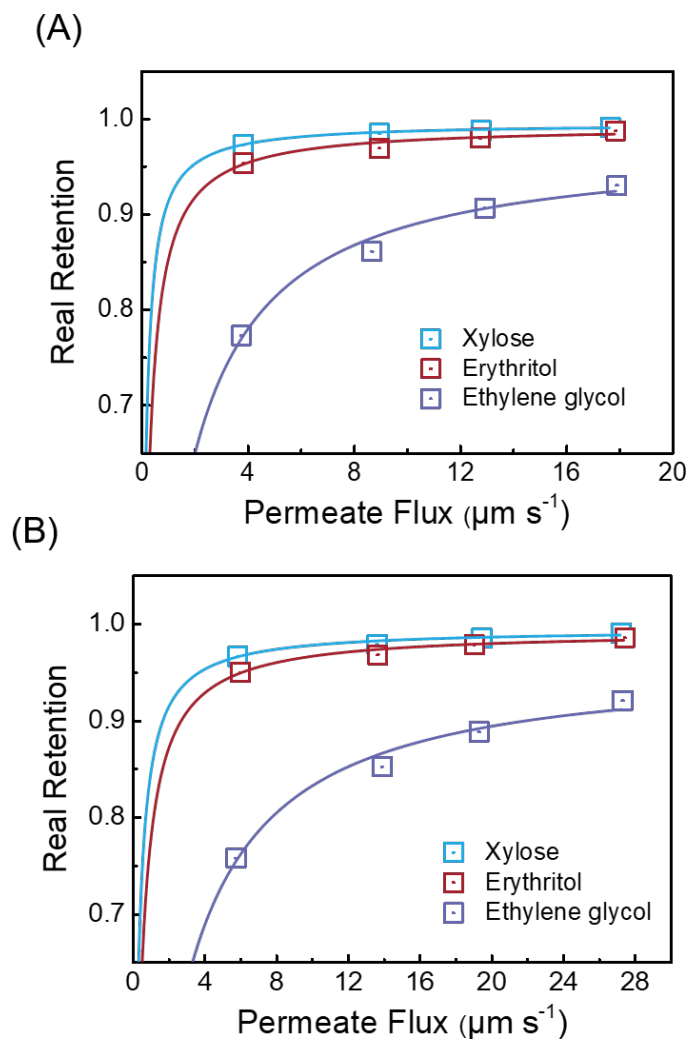 (A)
1.0
0.9
0.8
0.7
Real Retention
Xylose
Erythritol
Ethylene glycol
0 4 8 12 16 20
Permeate Flux (μm s⁻¹)
(B)
1.0
0.9
0.8
0.7
Real Retention
Xylose
Erythritol
Ethylene glycol
0 4 8 12 16 20 24 28
Permeate Flux (μm s⁻¹)